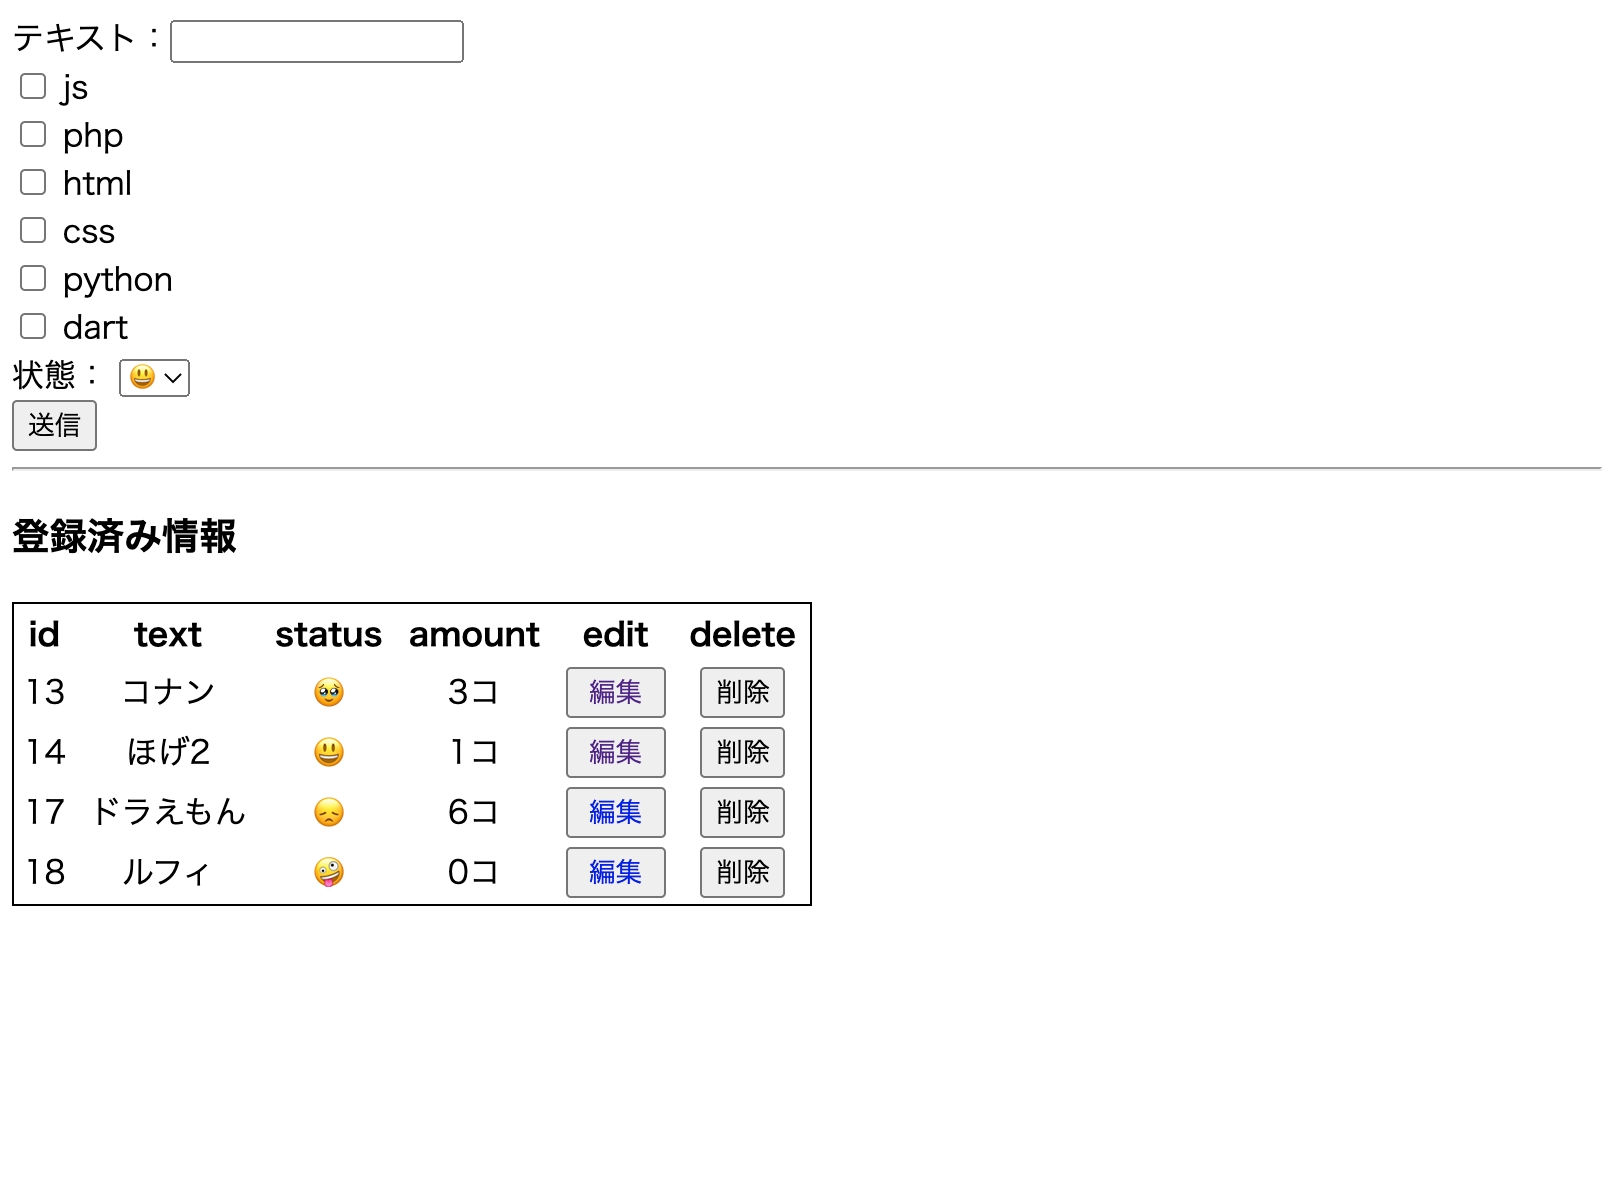 テキスト：
js
php
html
css
python
dart
状態： 😃
送信
登録済み情報
id text status amount edit delete
13 コナン 🥹 3コ 編集 削除
14 ほげ2 😃 1コ 編集 削除
17 ドラえもん 😞 6コ 編集 削除
18 ルフィ 🤪 0コ 編集 削除